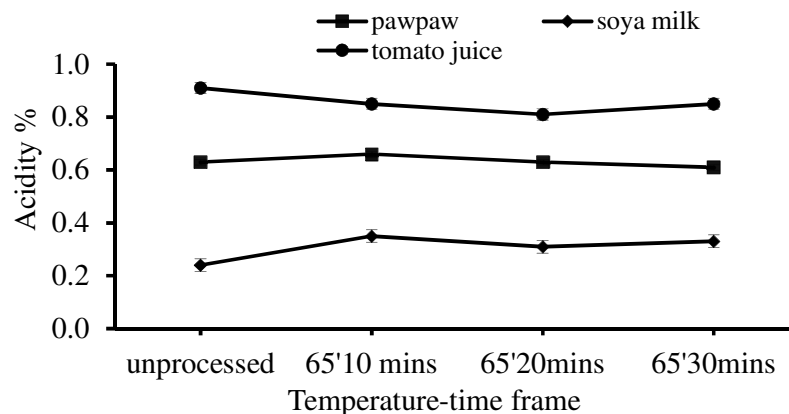 pawpaw
soya milk
tomato juice
1.0
0.8
0.6
0.4
0.2
0.0
Acidity %
unprocessed 65'10 mins 65'20mins 65'30mins
Temperature-time frame